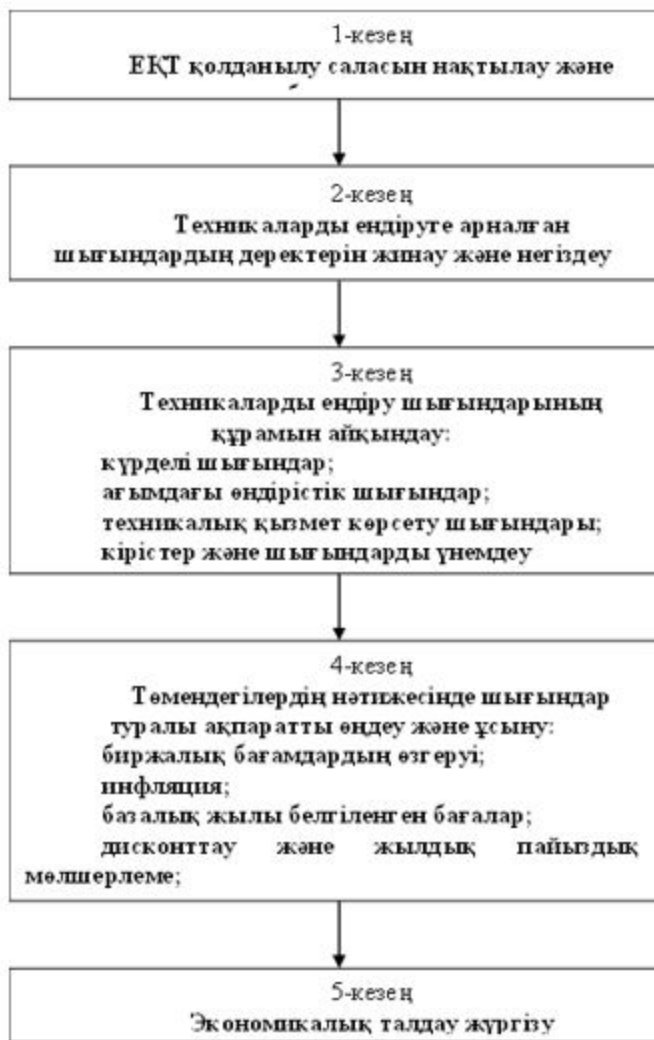 1-кезең
ЕҚТ қолданылу саласын нақтылау және
2-кезең
Техникаларды ендіруге арналған
шығындардың деректерін жинау және негіздеу
3-кезең
Техникаларды ендіру шығындарының
құрамын айқындау:
күрделі шығындар;
ағымдағы өндірістік шығындар;
техникалық қызмет көрсету шығындары;
кірістер және шығындарды үнемдеу
4-кезең
Төмендегілердің нәтижесінде шығындар
туралы ақпаратты өңдеу және ұсыну:
биржалық бағамдардың өзгеруі;
инфляция;
базалық жылы белгіленген бағалар;
дисконттау және жылдық пайыздық
мөлшерлеме;
5-кезең
Экономикалық талдау жүргізу